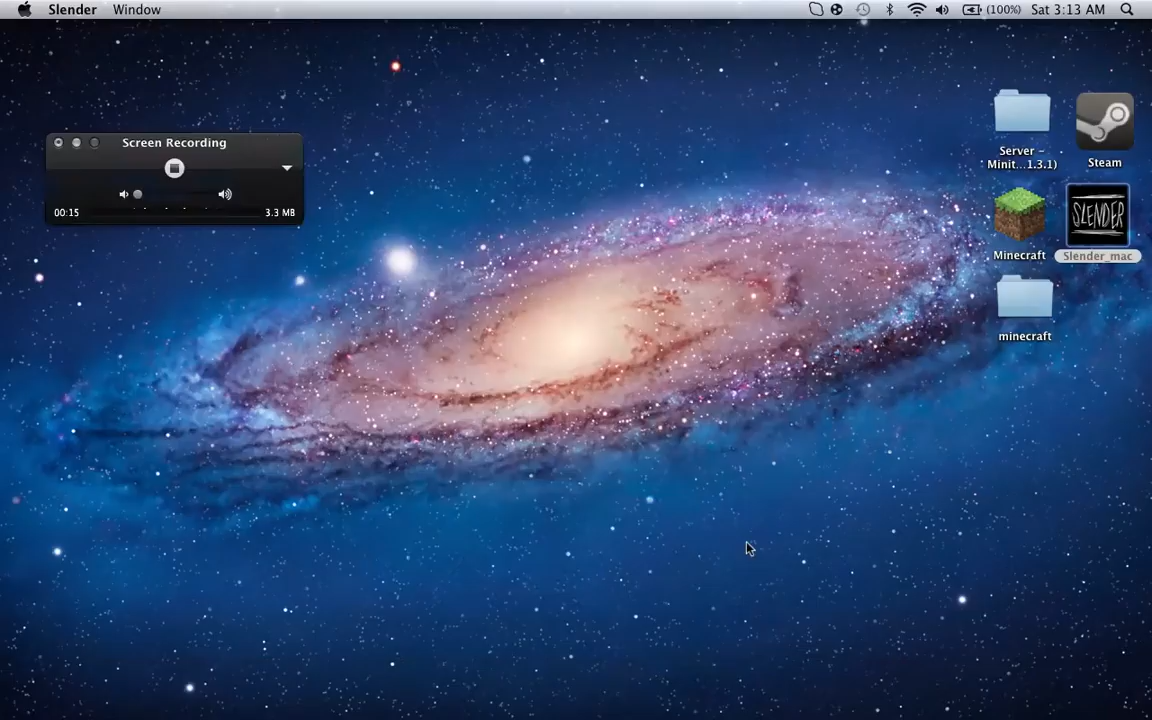 Slender Window (100%) Sat 3:13 AM
Screen Recording
00:15 3.3 MB
Server –
Minit...1.3.1)
Steam
SLENDER
Minecraft
Slender_mac
minecraft